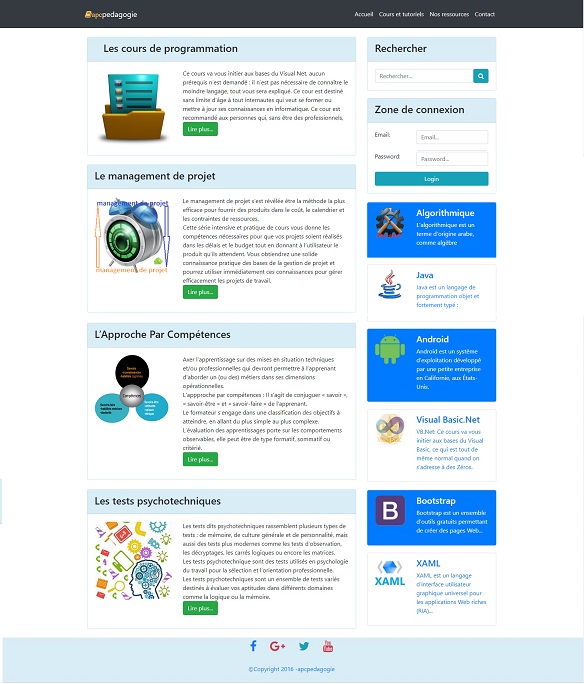 apcpedagogie
Accueil Cours et tutoriels Nos ressources Contact
Les cours de programmation
Ce cours va vous initier aux bases du Visual Net, aucun
prérequis n'est demandé : il n'est pas nécessaire de connaître le
moindre langage, tout vous sera expliqué. Ce cour est destiné
sans limite d'âge à tout internautes qui veut se former ou
mettre à jour ses connaissances en informatique. Ce cour est
recommandé aux personnes qui, sans être des professionnels,
Lire plus...
Le management de projet
management de projet
management de projet
Le management de projet s'est révélée être la méthode la plus
efficace pour fournir des produits dans le coût, le calendrier et
les contraintes de ressources.
Cette série intensive et pratique de cours vous donne les
compétences nécessaires pour que vos projets soient réalisés
dans les délais et le budget tout en donnant à l'utilisateur le
produit qu'ils attendent. Vous obtiendrez une solide
connaissance pratique des bases de la gestion de projet et
pourrez utiliser immédiatement ces connaissances pour gérer
efficacement les projets de travail.
Lire plus...
L'Approche Par Compétences
Compétences
Axer l'apprentissage sur des mises en situation techniques
et/ou professionnelles qui devront permettre à l'apprenant
d'aborder un (ou des) métiers dans ses dimensions
opérationnelles.
L'approche par compétences : Il s'agit de conjuguer « savoir »,
« savoir-être » et « savoir-faire » de l'apprenant.
Le formateur s'engage dans une classification des objectifs à
atteindre, en allant du plus simple au plus complexe.
L'évaluation des apprentissages porte sur les comportements
observables, elle peut être de type formatif, sommatif ou
critérié.
Lire plus...
Les tests psychotechniques
Les tests dits psychotechniques rassemblent plusieurs types de
tests : de mémoire, de culture générale et de personnalité, mais
aussi des tests plus modernes comme les tests d'observation,
les décryptages, les carrés logiques ou encore les matrices.
Les tests psychotechnique sont des tests utilisés en psychologie
du travail pour la sélection et l'orientation professionnelle.
Les tests psychotechniques sont un ensemble de tests variés
destinés à évaluer vos aptitudes dans différents domaines
comme la logique ou la mémoire.
Lire plus...
Rechercher
Rechercher...
Zone de connexion
Email:
Email...
Password:
Password...
Login
Algorithmique
L'algorithmique est un
terme d'origine arabe,
comme algèbre
Java
Java est un langage de
programmation objet et
fortement typé :
Android
Android est un système
d'exploitation développé
par une petite entreprise
en Californie, aux États-
Unis.
Visual Basic.Net
VB.Net: Ce cours va vous
initier aux bases du Visual
Basic, ce qui est tout de
même normal quand on
s'adresse à des Zéros.
B
Bootstrap
Bootstrap est un ensemble
d'outils gratuits permettant
de créer des pages Web...
XAML
XAML
XAML est un langage
d'interface utilisateur
graphique universel pour
les applications Web riches
(RIA)...
©Copyright 2016 -apcpedagogie